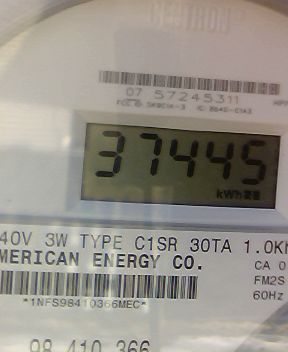 CENTRON
07 57245311
37445
kWh
40V 3W TYPE C1SR 30TA 1.0K
MERICAN ENERGY CO.
CA 0
FM2S
60Hz
*1NFS98410366MEC*
98 410 366